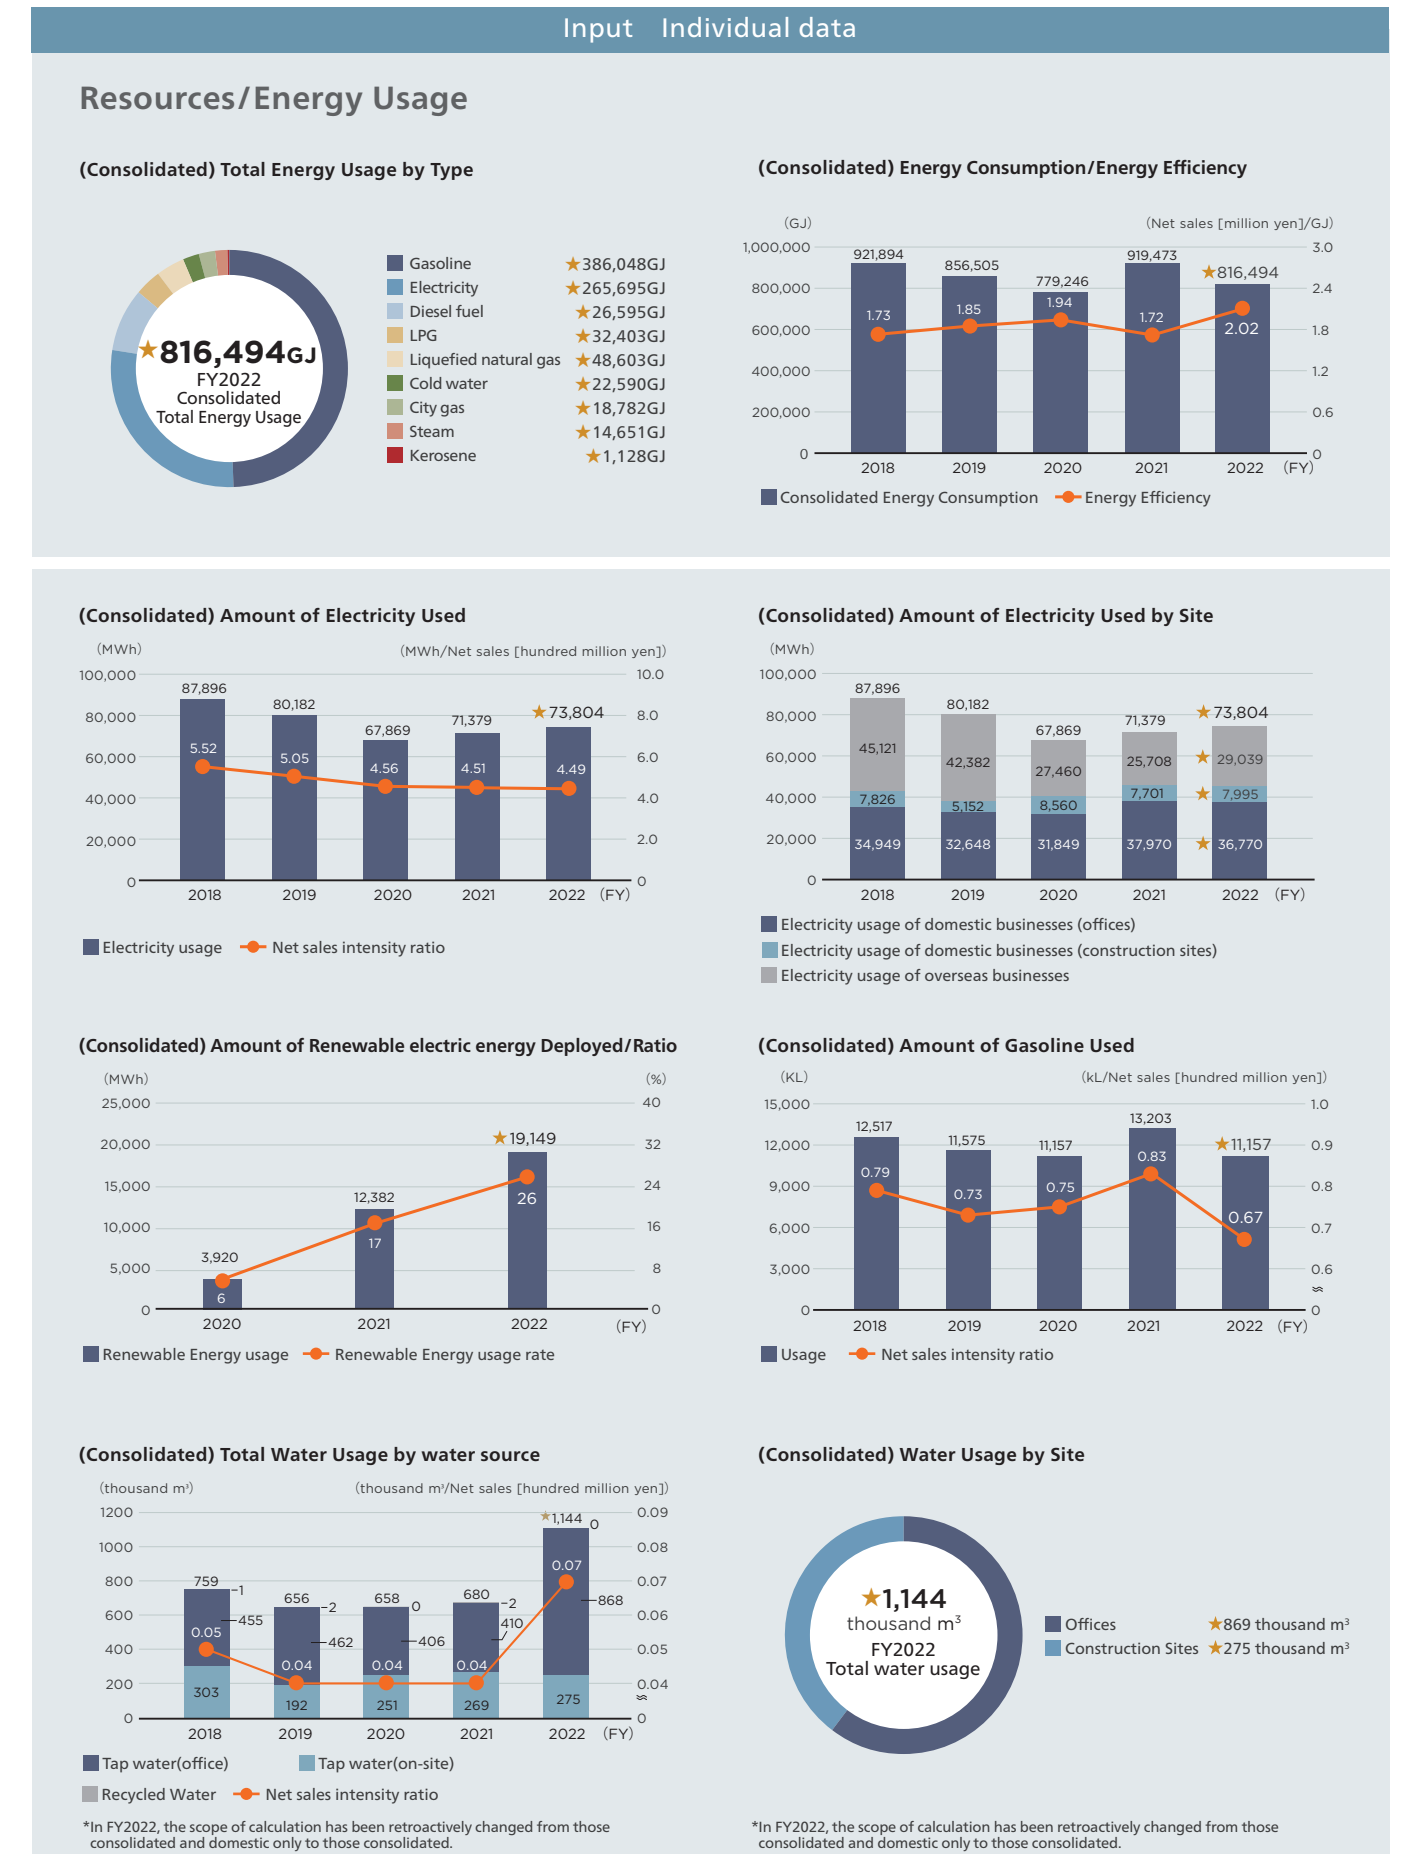 Input Individual data
Resources/Energy Usage
(Consolidated) Total Energy Usage by Type
★816,494GJ
FY2022
Consolidated
Total Energy Usage
Gasoline ★386,048GJ
Electricity ★265,695GJ
Diesel fuel ★26,595GJ
LPG ★32,403GJ
Liquefied natural gas ★48,603GJ
Cold water ★22,590GJ
City gas ★18,782GJ
Steam ★14,651GJ
Kerosene ★1,128GJ
(Consolidated) Energy Consumption/Energy Efficiency
(GJ) (Net sales [million yen]/GJ)
1,000,000 3.0
921,894 856,505 779,246 919,473 ★816,494
800,000 2.4
1.73 1.85 1.94 1.72 2.02
600,000 1.8
400,000 1.2
200,000 0.6
0 0
2018 2019 2020 2021 2022 (FY)
Consolidated Energy Consumption Energy Efficiency
(Consolidated) Amount of Electricity Used
(MWh) (MWh/Net sales [hundred million yen])
100,000 10.0
87,896 80,182 67,869 71,379 ★73,804
80,000 8.0
5.52 5.05 4.56 4.51 4.49
60,000 6.0
40,000 4.0
20,000 2.0
0 0
2018 2019 2020 2021 2022 (FY)
Electricity usage Net sales intensity ratio
(Consolidated) Amount of Electricity Used by Site
(MWh)
100,000
87,896 80,182 67,869 71,379 ★73,804
80,000
45,121 42,382 27,460 25,708 ★29,039
60,000
40,000
7,826 5,152 8,560 7,701 ★7,995
20,000
34,949 32,648 31,849 37,970 ★36,770
0
2018 2019 2020 2021 2022 (FY)
Electricity usage of domestic businesses (offices)
Electricity usage of domestic businesses (construction sites)
Electricity usage of overseas businesses
(Consolidated) Amount of Renewable electric energy Deployed/Ratio
(MWh) (%)
25,000 40
20,000 ★19,149 32
15,000 24
12,382 26
10,000 17 16
5,000 8
3,920
6
0 0
2020 2021 2022 (FY)
Renewable Energy usage Renewable Energy usage rate
(Consolidated) Amount of Gasoline Used
(KL) (kL/Net sales [hundred million yen])
15,000 1.0
12,517 11,575 11,157 13,203 ★11,157
12,000 0.9
0.79 0.73 0.75 0.83 0.67
9,000 0.8
6,000 0.7
3,000 0.6
≈
0 0
2018 2019 2020 2021 2022 (FY)
Usage Net sales intensity ratio
(Consolidated) Total Water Usage by water source
(thousand m³) (thousand m³/Net sales [hundred million yen])
1200 0.09
★1,144 0
1000 0.08
800 0.07
759 1 656 2 658 0 680 2 0.07
600 0.06
455 462 406 410 868
400 0.05
0.05 0.04 0.04 0.04
200 0.04
303 192 251 269 275
≈
0 0
2018 2019 2020 2021 2022 (FY)
Tap water(office) Tap water(on-site)
Recycled Water Net sales intensity ratio
*In FY2022, the scope of calculation has been retroactively changed from those
consolidated and domestic only to those consolidated.
(Consolidated) Water Usage by Site
★1,144
thousand m³
FY2022
Total water usage
Offices ★869 thousand m³
Construction Sites ★275 thousand m³
*In FY2022, the scope of calculation has been retroactively changed from those
consolidated and domestic only to those consolidated.